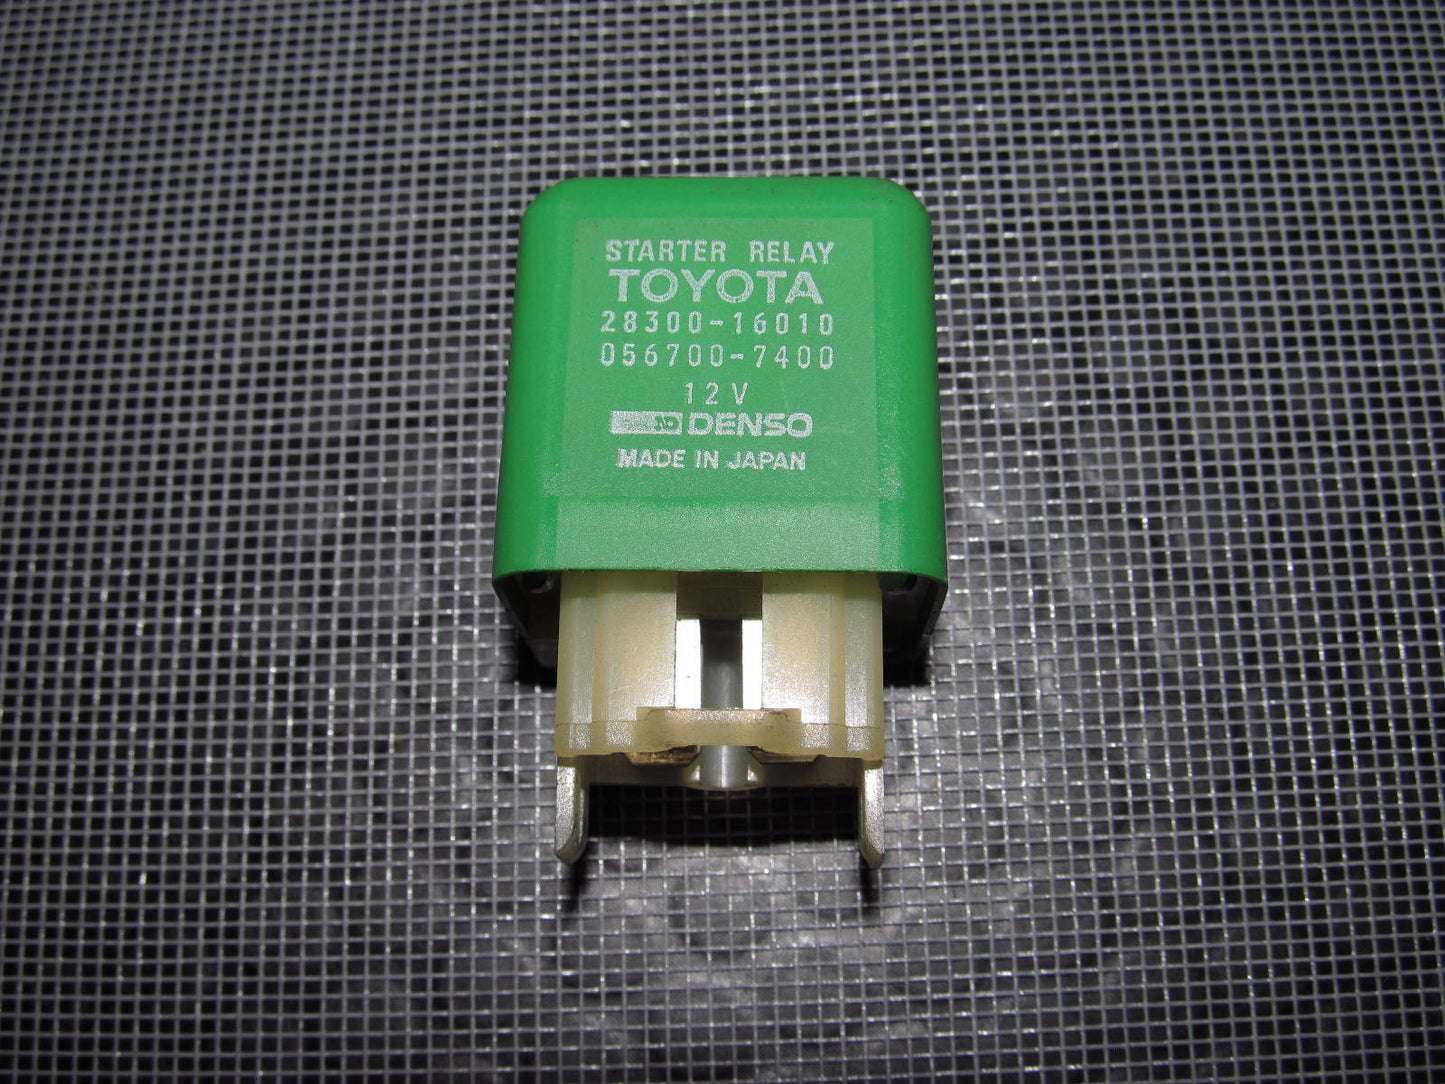 STARTER RELAY
TOYOTA
28300-16010
056700-7400
12V
DENSO
MADE IN JAPAN